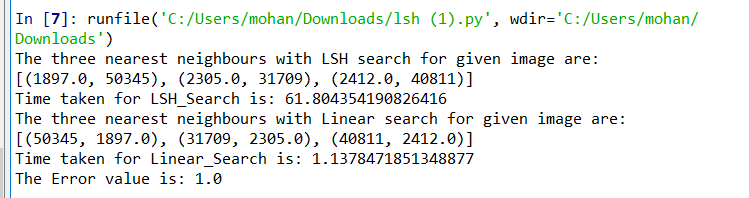 In [7]: runfile('C:/Users/mohan/Downloads/lsh (1).py', wdir='C:/Users/mohan/
Downloads')
The three nearest neighbours with LSH search for given image are:
[(1897.0, 50345), (2305.0, 31709), (2412.0, 40811)]
Time taken for LSH_Search is: 61.804354190826416
The three nearest neighbours with Linear search for given image are:
[(50345, 1897.0), (31709, 2305.0), (40811, 2412.0)]
Time taken for Linear_Search is: 1.1378471851348877
The Error value is: 1.0